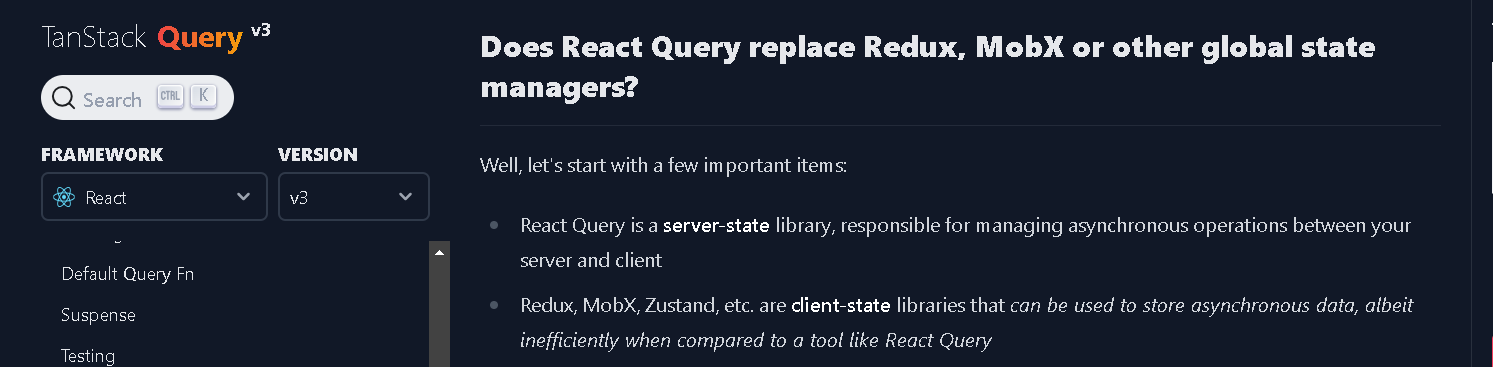 TanStack Query v3
Search CTRL K
FRAMEWORK
VERSION
React
v3
Default Query Fn
Suspense
Testing
Does React Query replace Redux, MobX or other global state
managers?
Well, let's start with a few important items:
React Query is a server-state library, responsible for managing asynchronous operations between your
server and client
Redux, MobX, Zustand, etc. are client-state libraries that can be used to store asynchronous data, albeit
inefficiently when compared to a tool like React Query